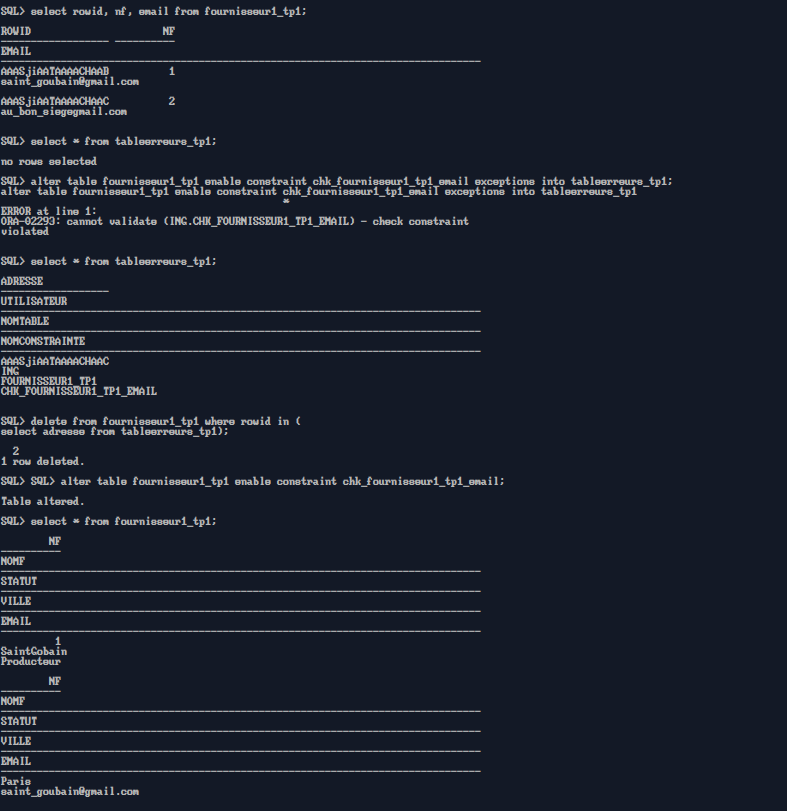 SQL> select rowid, nf, email from fournisseur1_tp1;
ROWID NF
------------------ ----------
EMAIL
--------------------------------------------------------------------------------
AAASjiAATAAAACHAAB 1
saint_goubain@gmail.com
AAASjiAATAAAACHAAC 2
au_bon_siegegmail.com
SQL> select * from tableerreurs_tp1;
no rows selected
SQL> alter table fournisseur1_tp1 enable constraint chk_fournisseur1_tp1_email exceptions into tableerreurs_tp1;
alter table fournisseur1_tp1 enable constraint chk_fournisseur1_tp1_email exceptions into tableerreurs_tp1
*
ERROR at line 1:
ORA-02293: cannot validate (ING.CHK_FOURNISSEUR1_TP1_EMAIL) - check constraint
violated
SQL> select * from tableerreurs_tp1;
ADRESSE
------------------
UTILISATEUR
--------------------------------------------------------------------------------
NOMTABLE
--------------------------------------------------------------------------------
NOMCONSTRAINTE
--------------------------------------------------------------------------------
AAASjiAATAAAACHAAC
ING
FOURNISSEUR1_TP1
CHK_FOURNISSEUR1_TP1_EMAIL
SQL> delete from fournisseur1_tp1 where rowid in (
select adresse from tableerreurs_tp1);
2
1 row deleted.
SQL> SQL> alter table fournisseur1_tp1 enable constraint chk_fournisseur1_tp1_email;
Table altered.
SQL> select * from fournisseur1_tp1;
NF
----------
NOMF
--------------------------------------------------------------------------------
STATUT
--------------------------------------------------------------------------------
VILLE
--------------------------------------------------------------------------------
EMAIL
--------------------------------------------------------------------------------
1
SaintGobain
Producteur
NF
----------
NOMF
--------------------------------------------------------------------------------
STATUT
--------------------------------------------------------------------------------
VILLE
--------------------------------------------------------------------------------
EMAIL
--------------------------------------------------------------------------------
Paris
saint_goubain@gmail.com